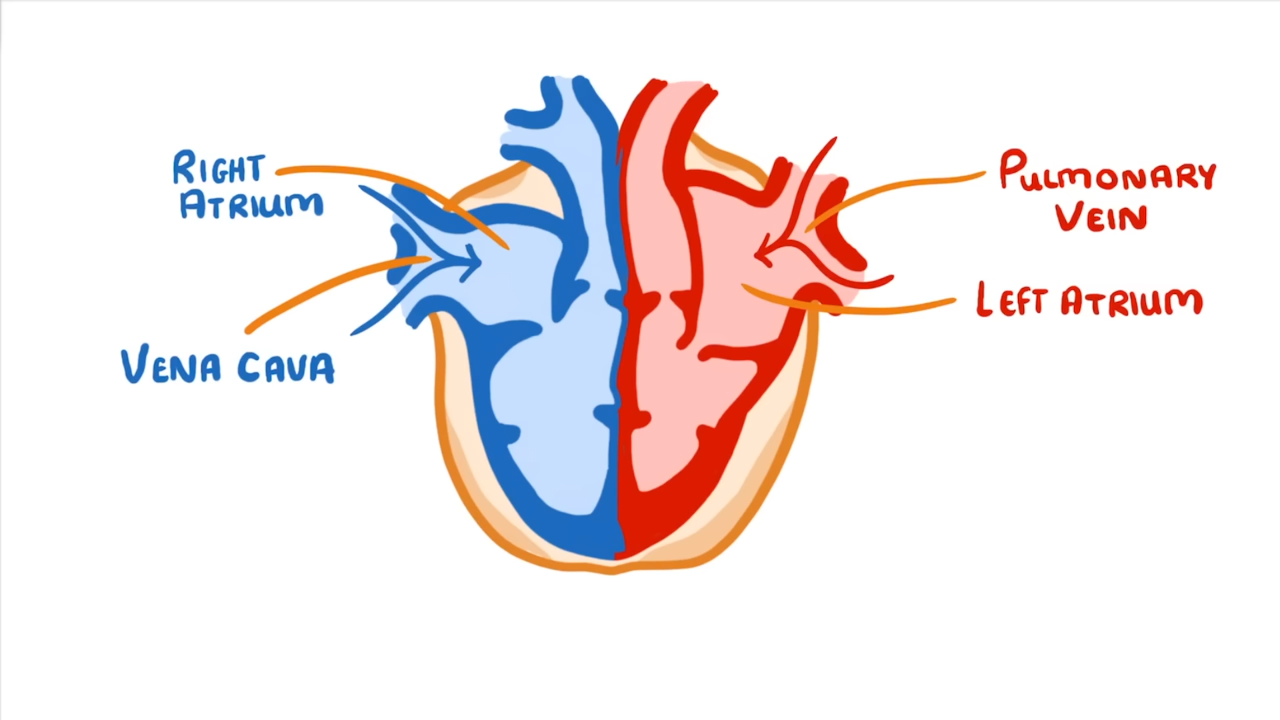 RIGHT
ATRIUM
VENA CAVA
PULMONARY
VEIN
LEFT ATRIUM